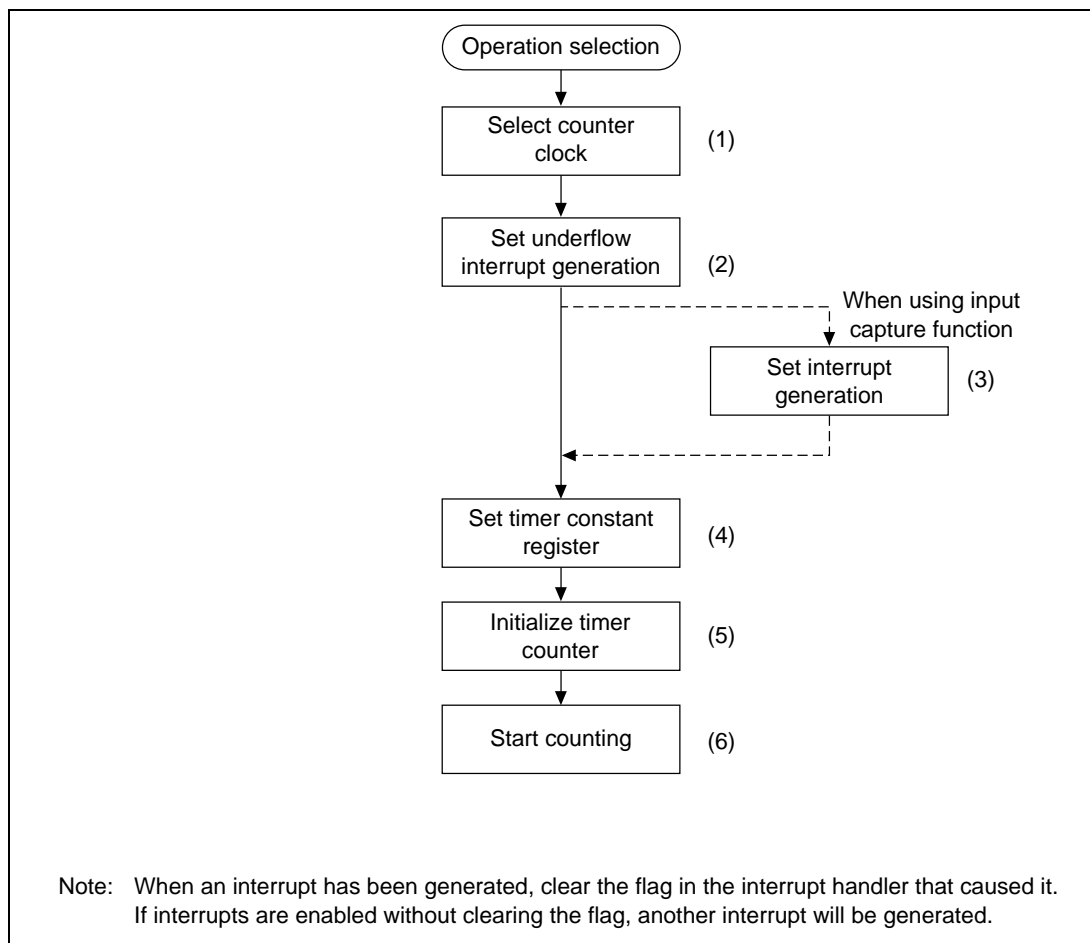 Operation selection
Select counter
clock
(1)
Set underflow
interrupt generation
(2)
When using input
capture function
Set interrupt
generation
(3)
Set timer constant
register
(4)
Initialize timer
counter
(5)
Start counting
(6)
Note: When an interrupt has been generated, clear the flag in the interrupt handler that caused it.
If interrupts are enabled without clearing the flag, another interrupt will be generated.